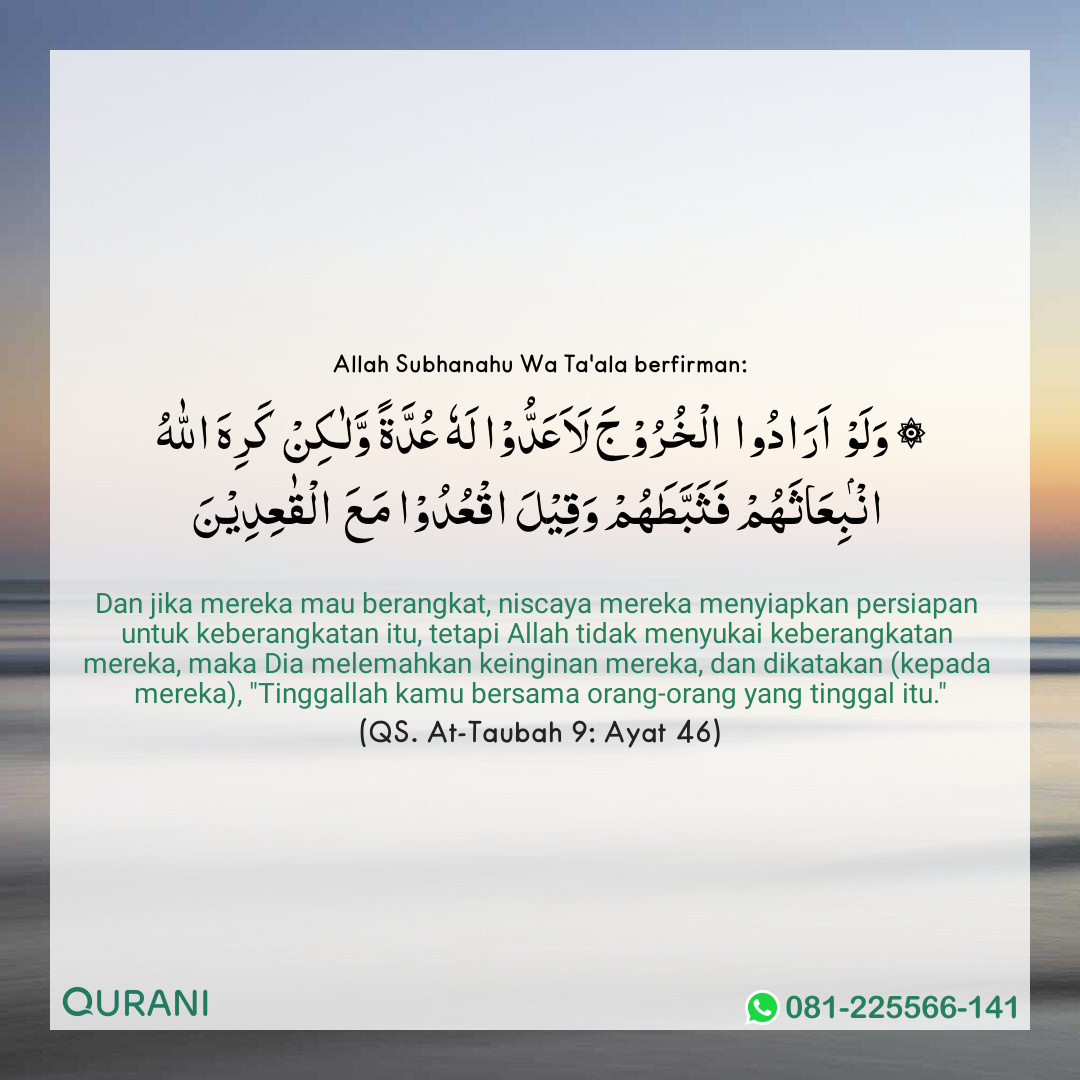 Allah Subhanahu Wa Ta'ala berfirman:
۞ وَلَوْ اَرَادُوا الْخُرُوْجَ لَاَعَدُّوْا لَهٗ عُدَّةً وَّلٰـكِنْ كَرِهَ اللّٰهُ
انْۢبِعَاثَهُمْ فَثَبَّطَهُمْ وَقِيْلَ اقْعُدُوْا مَعَ الْقٰعِدِيْنَ
Dan jika mereka mau berangkat, niscaya mereka menyiapkan persiapan
untuk keberangkatan itu, tetapi Allah tidak menyukai keberangkatan
mereka, maka Dia melemahkan keinginan mereka, dan dikatakan (kepada
mereka), "Tinggallah kamu bersama orang-orang yang tinggal itu."
(QS. At-Taubah 9: Ayat 46)
QURANI
081-225566-141